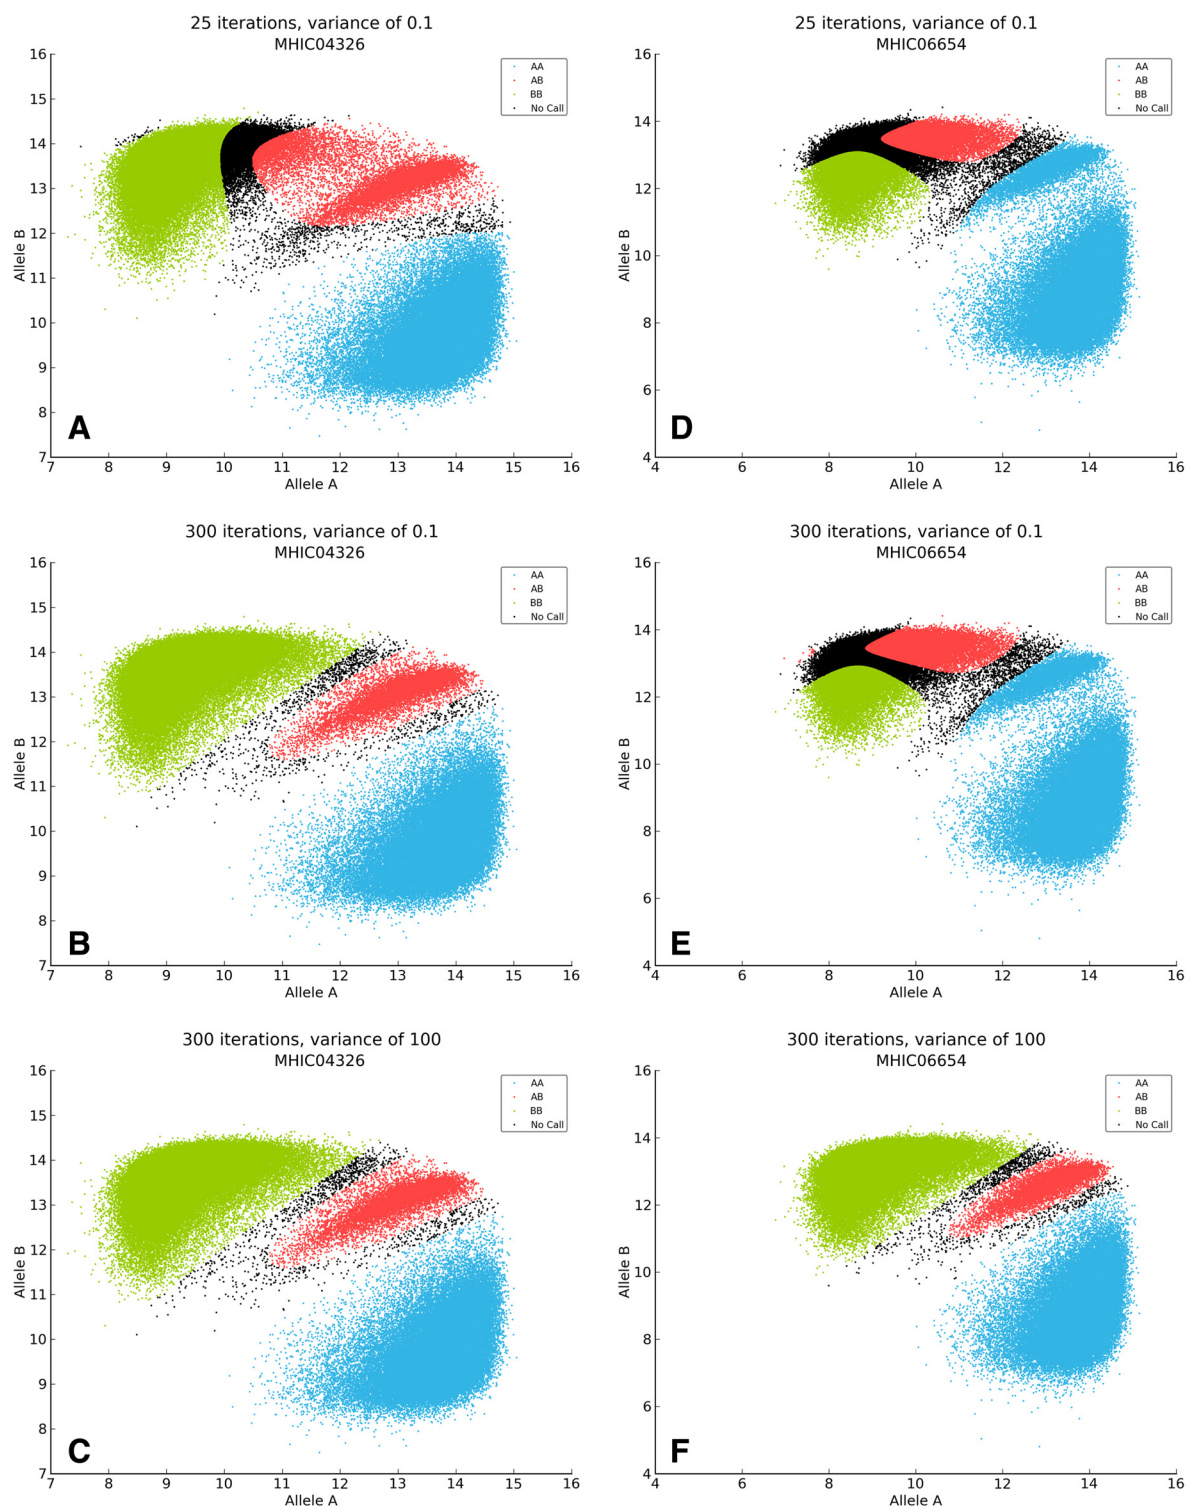 25 iterations, variance of 0.1
MHIC04326
16
15
14
13
12
11
10
9
8
7
Allele B
AA
AB
BB
No Call
A
7 8 9 10 11 12 13 14 15 16
Allele A
25 iterations, variance of 0.1
MHIC06654
16
14
12
10
8
6
4
Allele B
AA
AB
BB
No Call
D
4 6 8 10 12 14 16
Allele A
300 iterations, variance of 0.1
MHIC04326
16
15
14
13
12
11
10
9
8
7
Allele B
AA
AB
BB
No Call
B
7 8 9 10 11 12 13 14 15 16
Allele A
300 iterations, variance of 0.1
MHIC06654
16
14
12
10
8
6
4
Allele B
AA
AB
BB
No Call
E
4 6 8 10 12 14 16
Allele A
300 iterations, variance of 100
MHIC04326
16
15
14
13
12
11
10
9
8
7
Allele B
AA
AB
BB
No Call
C
7 8 9 10 11 12 13 14 15 16
Allele A
300 iterations, variance of 100
MHIC06654
16
14
12
10
8
6
4
Allele B
AA
AB
BB
No Call
F
4 6 8 10 12 14 16
Allele A